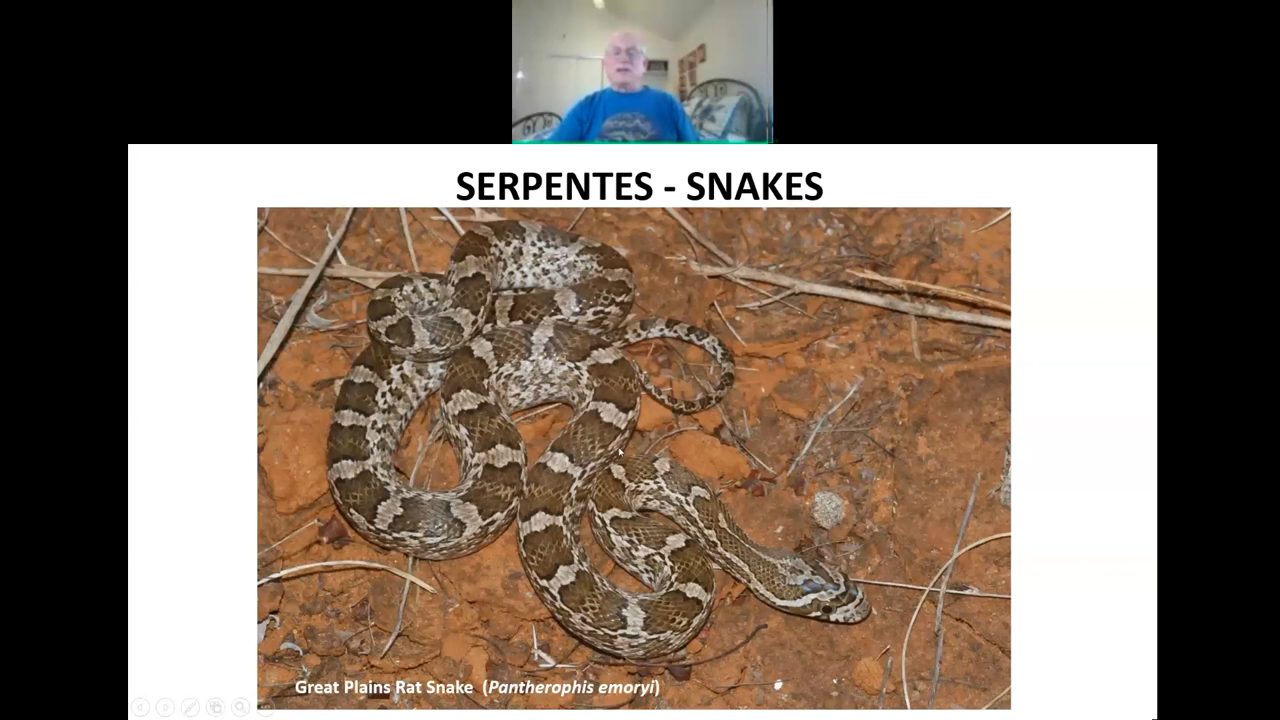 SERPENTES - SNAKES
Great Plains Rat Snake (Pantherophis emoryi)